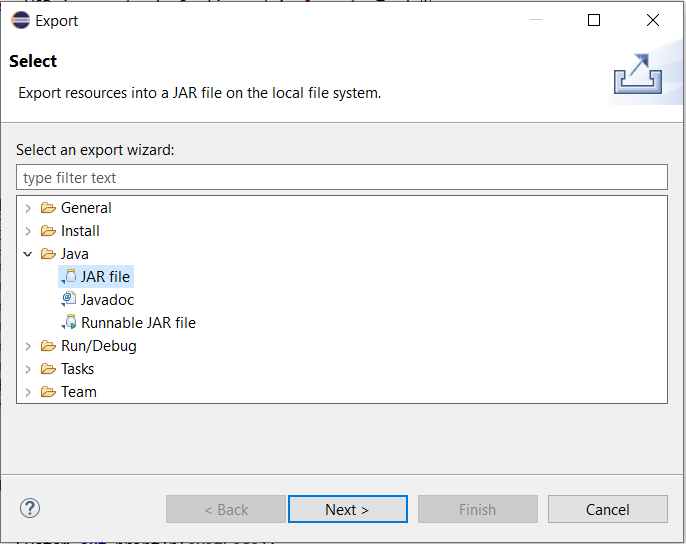 Export
Select
Export resources into a JAR file on the local file system.
Select an export wizard:
type filter text
General
Install
Java
JAR file
Javadoc
Runnable JAR file
Run/Debug
Tasks
Team
?
< Back
Next >
Finish
Cancel